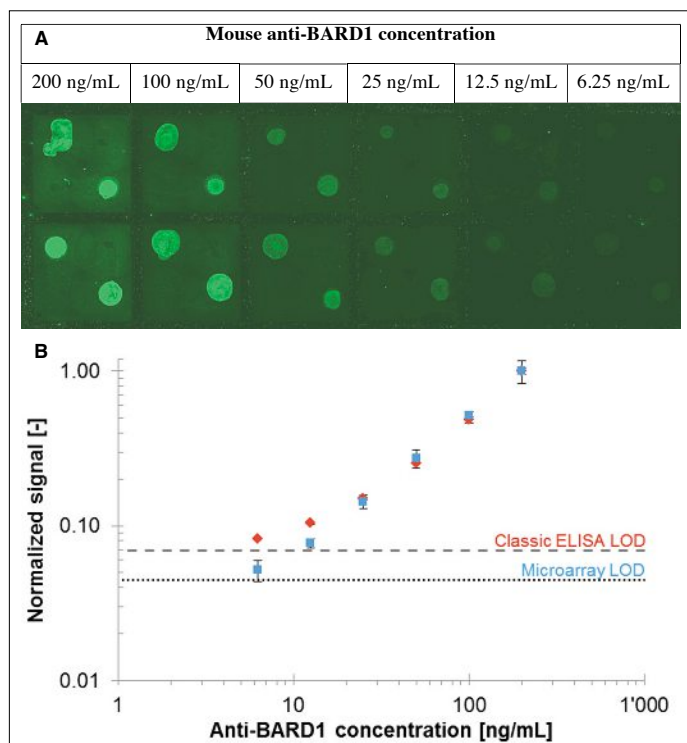 A
Mouse anti-BARD1 concentration
200 ng/mL 100 ng/mL 50 ng/mL 25 ng/mL 12.5 ng/mL 6.25 ng/mL
B
Normalized signal [-]
1.00
0.10
0.01
Classic ELISA LOD
Microarray LOD
1 10 100 1'000
Anti-BARD1 concentration [ng/mL]